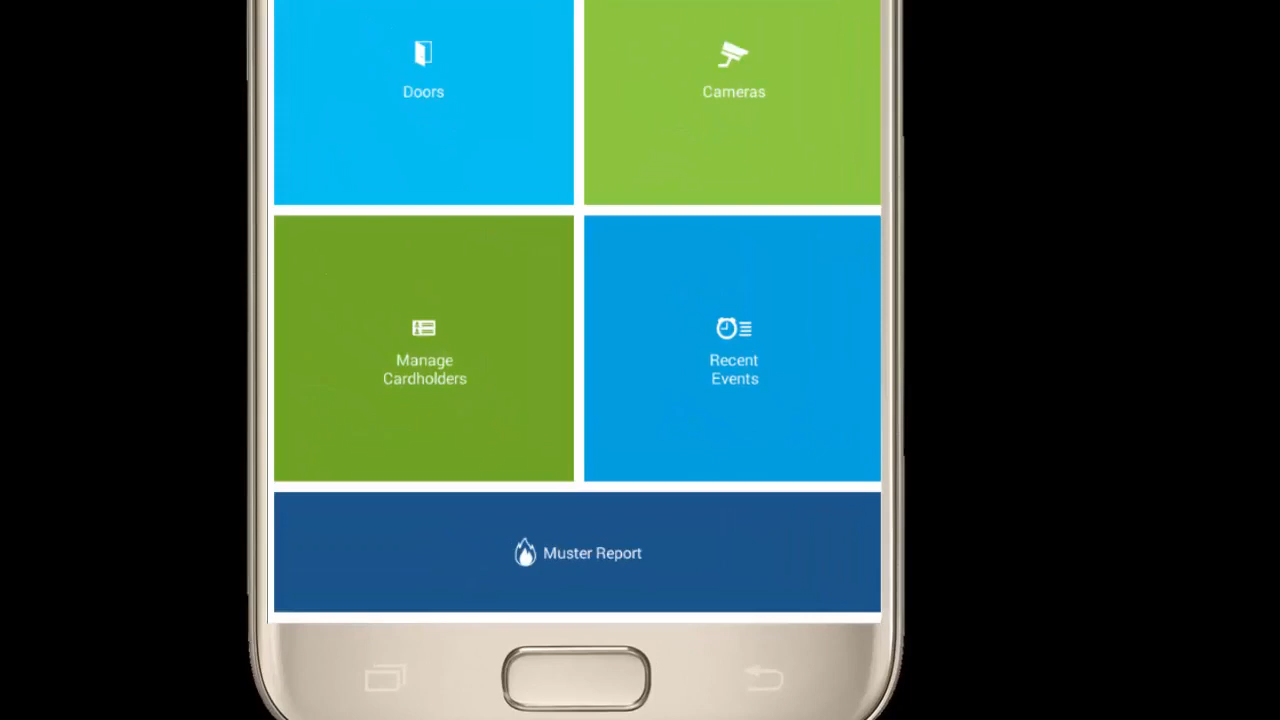 Doors
Cameras
Manage
Cardholders
Recent
Events
Muster Report